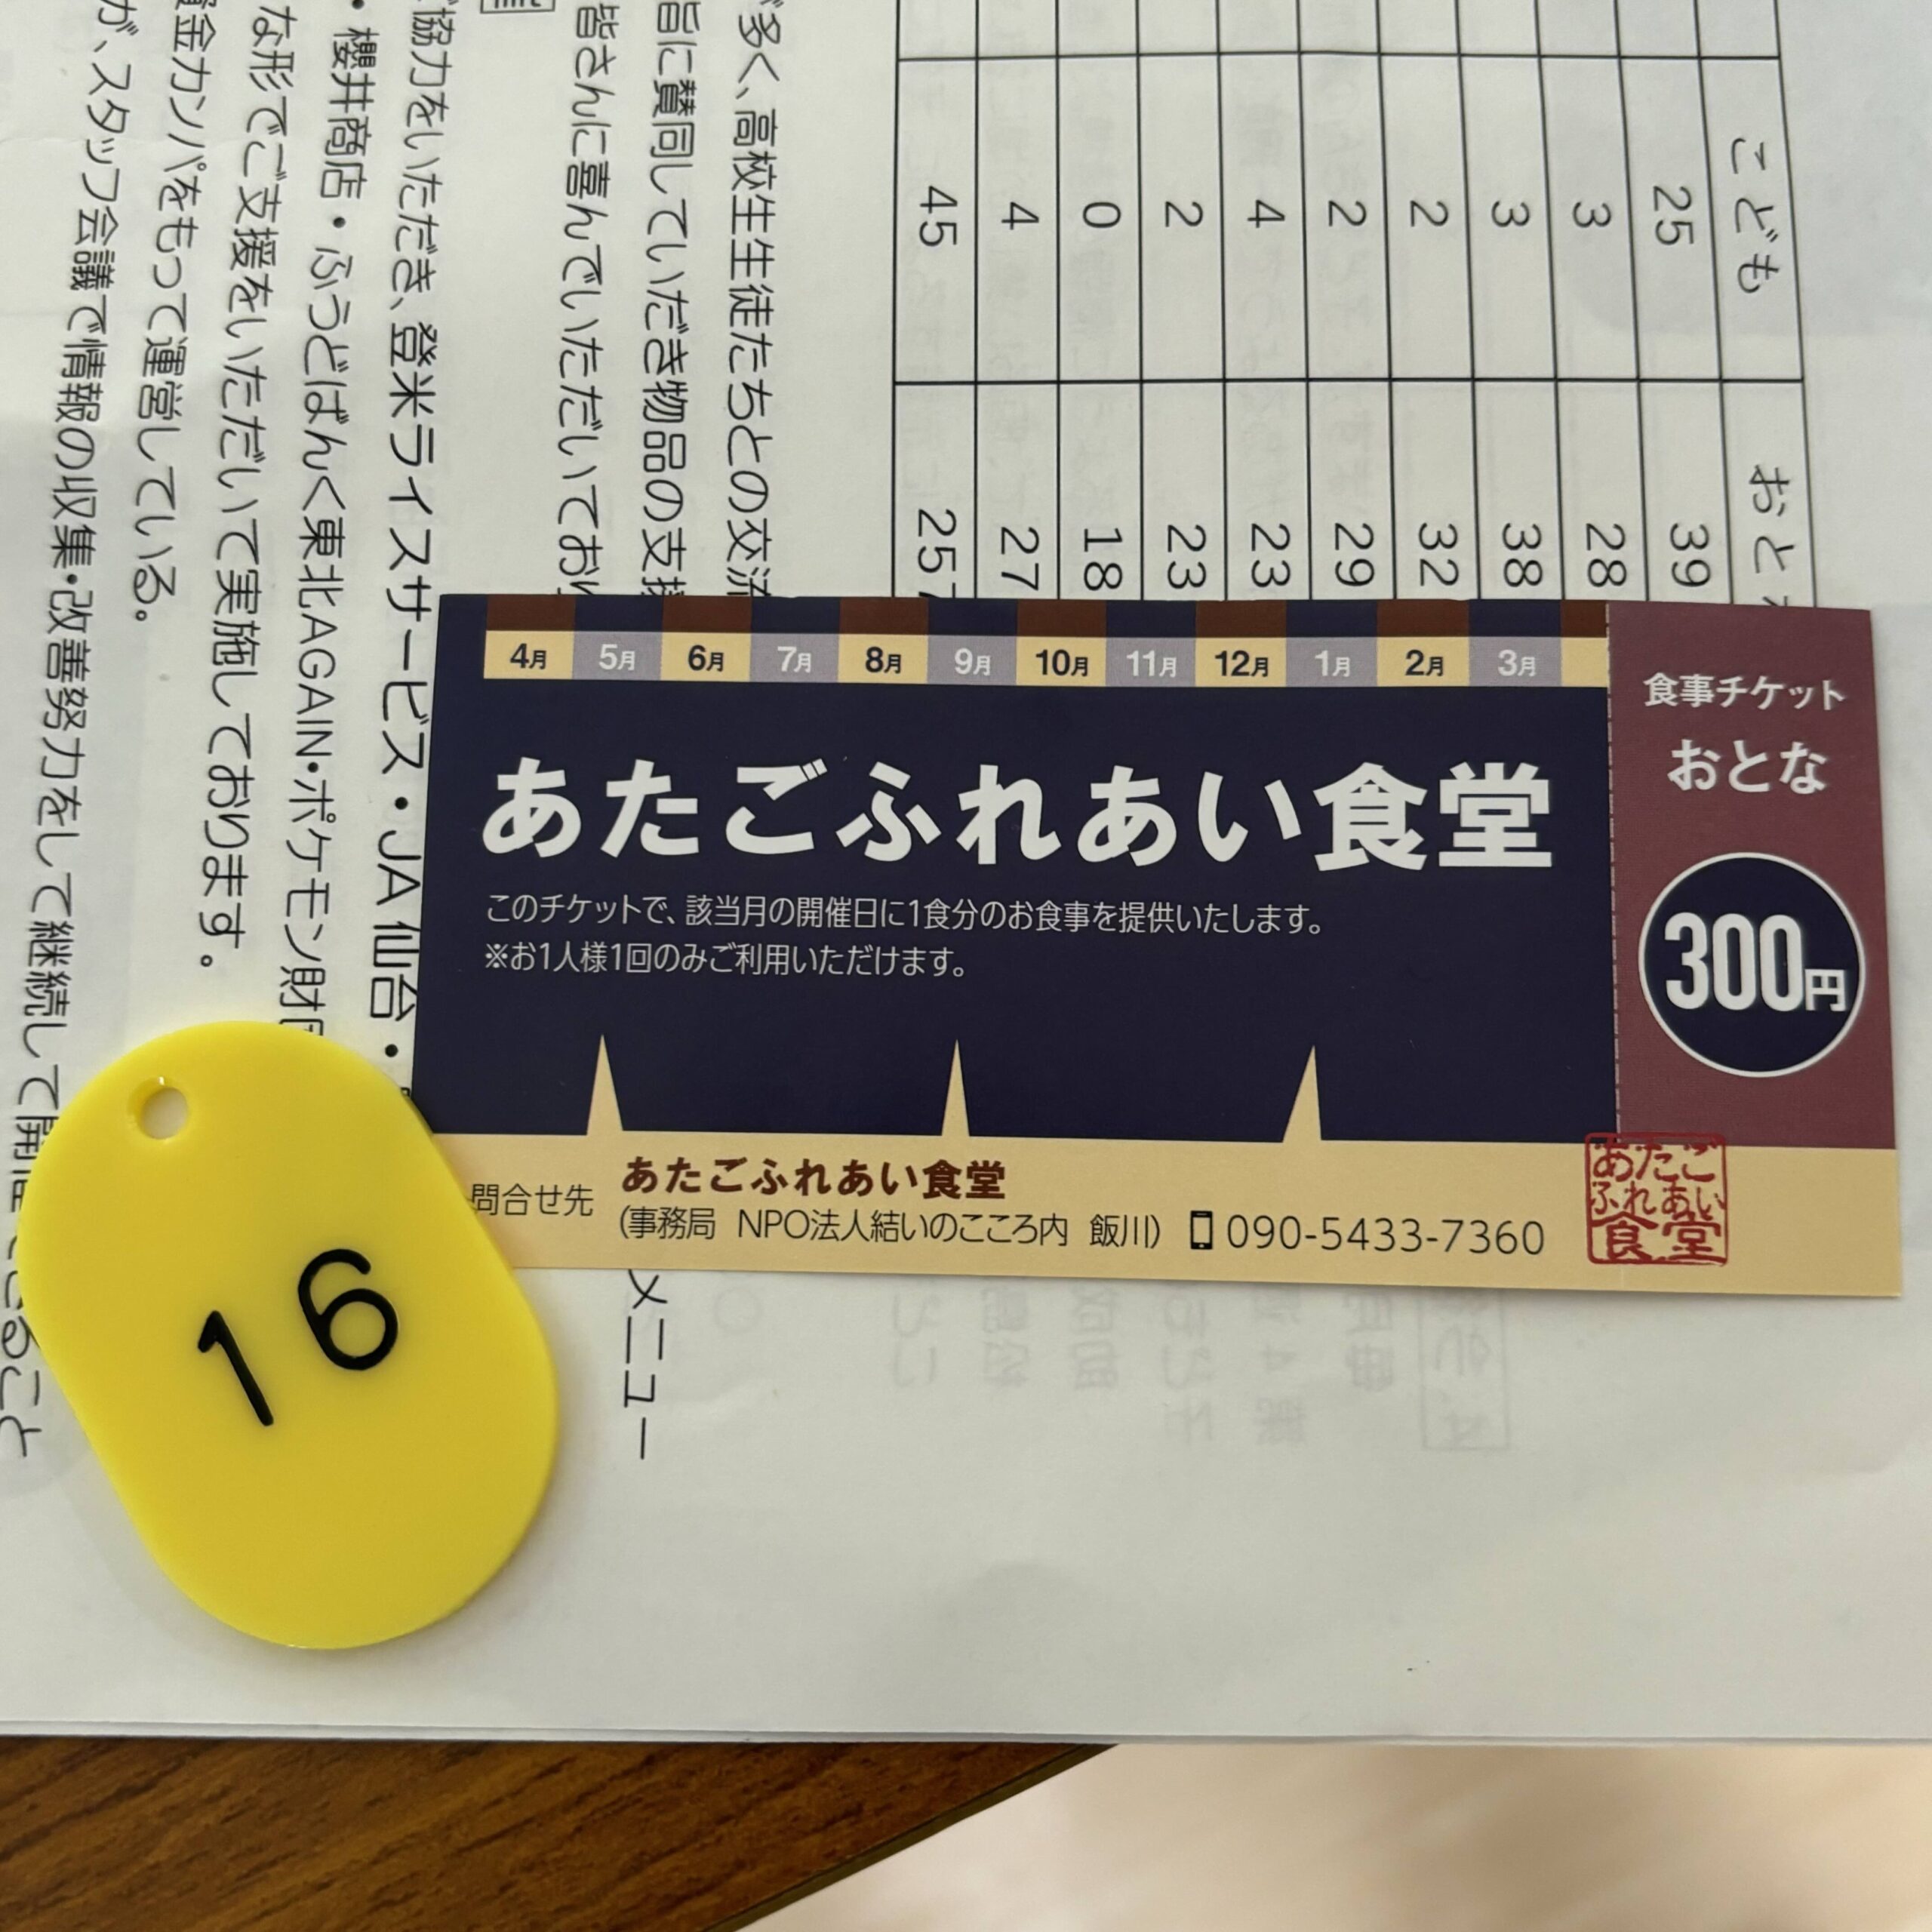 4月 5月 6月 7月 8月 9月 10月 11月 12月 1月 2月 3月
あたごふれあい食堂
このチケットで、該当月の開催日に1食分のお食事を提供いたします。
※お1人様1回のみご利用いただけます。
食事チケット
おとな
300円
問合せ先
あたごふれあい食堂
(事務局 NPO法人結いのこころ内 飯川) 090-5433-7360
あたご
ふれあい
食堂
16
こども おと
25 39
3 28
3 38
2 32
2 29
4 23
2 23
0 18
4 27
45 257
多く、高校生生徒たちとの交流
旨に賛同していただき物品の支援
皆さんに喜んでいただいてお
協力をいただき、登米ライスサービス・JA仙台・
・櫻井商店・ふうどばんく東北AGAIN・ポケモン財
な形でご支援をいただいて実施しております。
金カンパをもって運営している。
が、スタッフ会議で情報の収集・改善努力をして継続して開
こと
メニュー